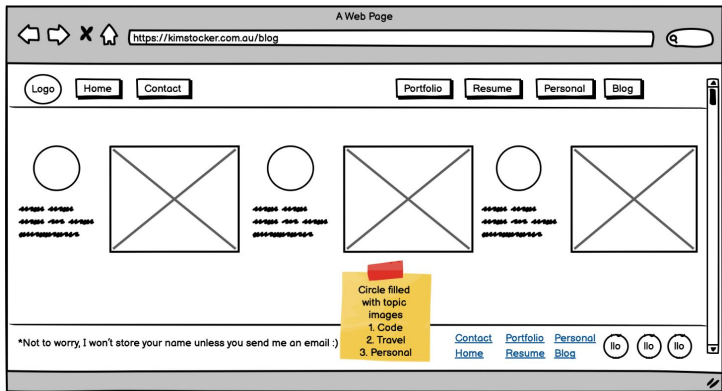 A Web Page
https://kimstocker.com.au/blog
Logo Home Contact Portfolio Resume Personal Blog
Circle filled
with topic
images
1. Code
2. Travel
3. Personal
*Not to worry, I won't store your name unless you send me an email :)
Contact Portfolio Personal
Home Resume Blog
llo llo llo